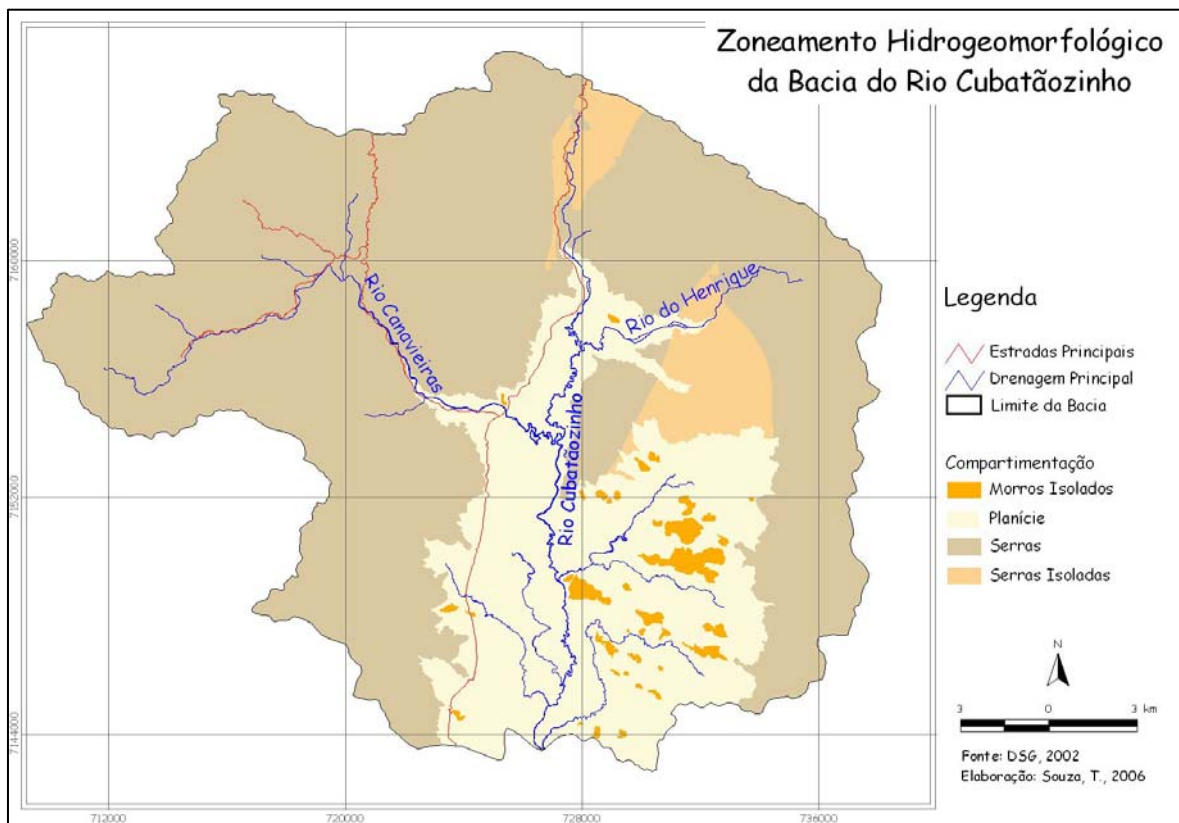 Zoneamento Hidrogeomorfológico
da Bacia do Rio Cubatãozinho
7160000
7152000
7144000
712000
720000
728000
736000
Rio Canavieiras
Rio do Henrique
Rio Cubatãozinho
Legenda
Estradas Principais
Drenagem Principal
Limite da Bacia
Compartimentação
Morros Isolados
Planície
Serras
Serras Isoladas
N
3 0 3 km
Fonte: DSG, 2002
Elaboração: Souza, T., 2006